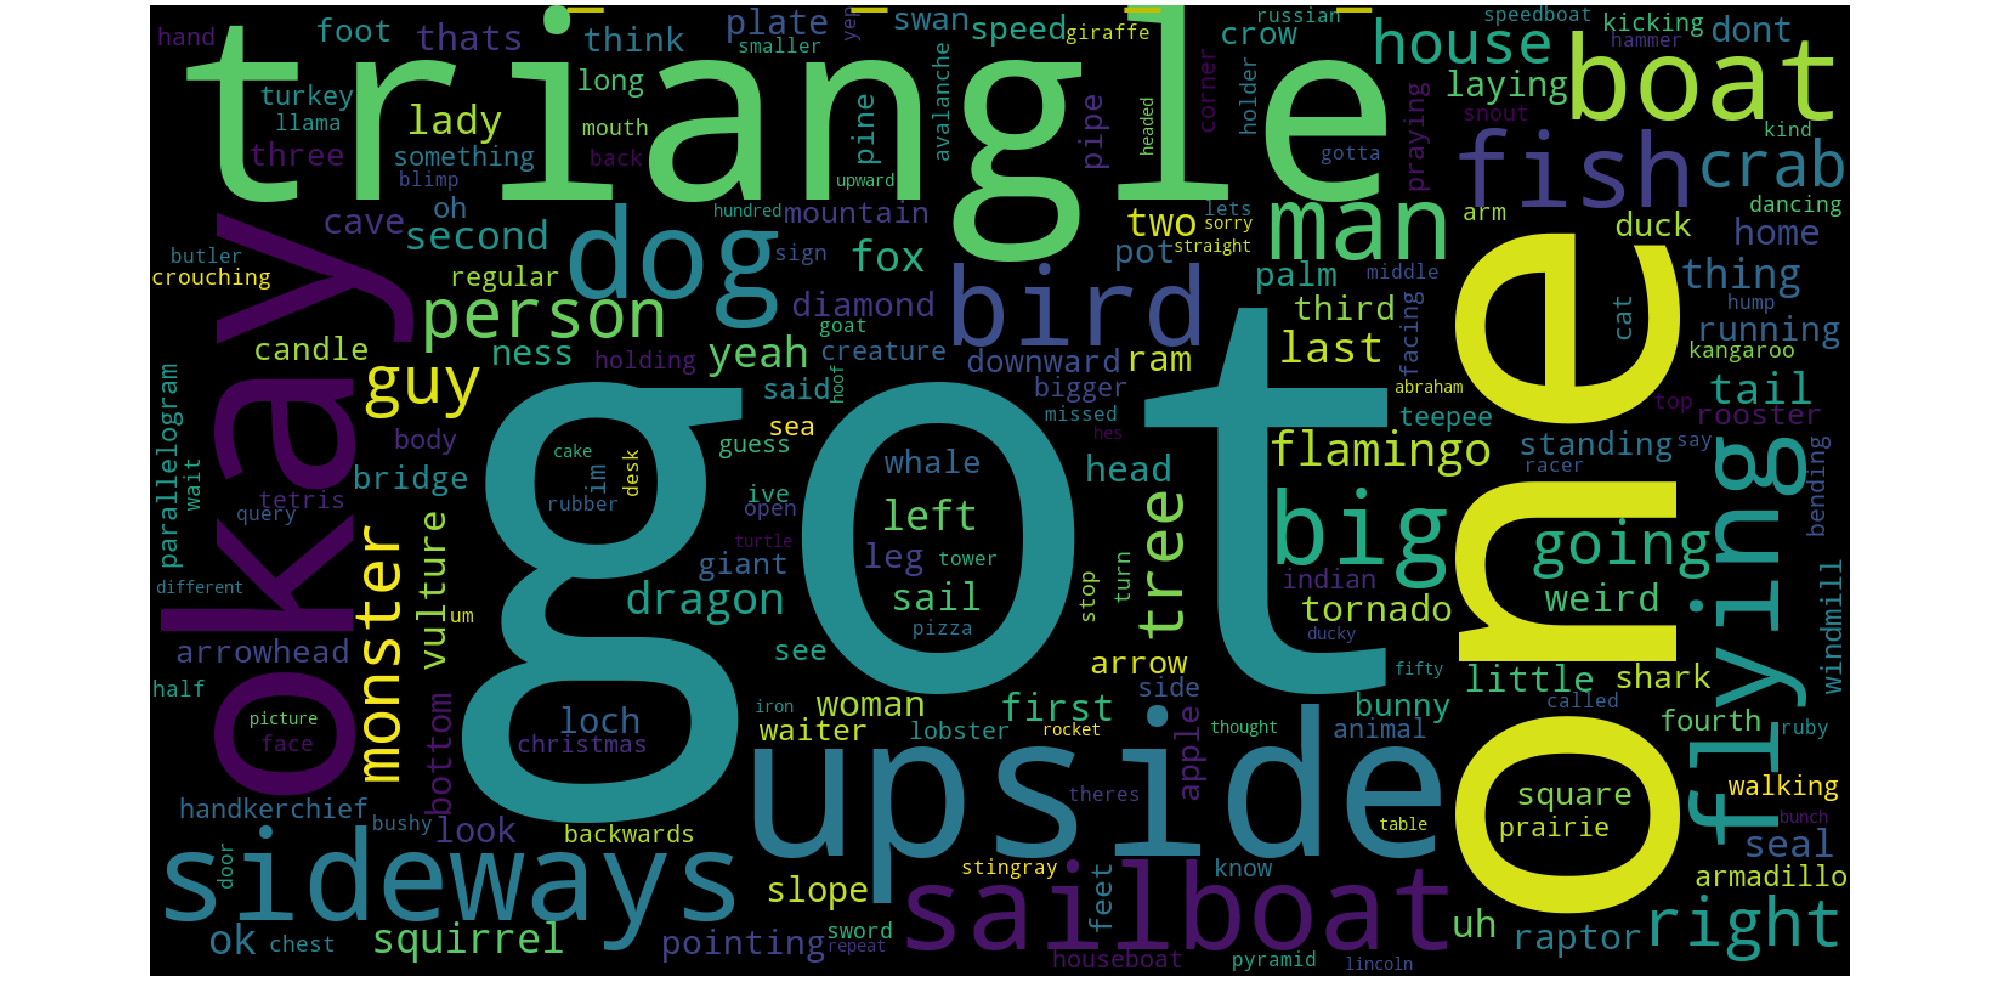 hand
foot
thats
think
plate
swan
speed
giraffe
russian
crow
speedboat
kicking
hammer
dont
yep
smaller
triangle
house
boat
long
turkey
llama
lady
mouth
pine
avalanche
pipe
headed
corner
holder
laying
snout
kind
three
something
back
blimp
upward
gotta
praying
fish
crab
cave
oh
second
hundred
mountain
two
lets
sorry
straight
man
arm
duck
dancing
home
butler
crouching
dog
sign
fox
pot
palm
middle
thing
regular
person
diamond
bird
third
facing
cat
hump
running
okay
candle
ness
holding
yeah
goat
creature
downward
ram
last
kangaroo
guy
said
hoof
bigger
abraham
tail
parallelogram
missed
teepee
top
rooster
body
sea
hes
guess
flamingo
standing
say
bridge
cake
im
desk
whale
head
racer
bending
wait
tetris
rubber
ive
open
left
tree
big
one
going
flying
query
monster
vulture
turtle
got
leg
tower
giant
stop
turn
indian
different
um
dragon
sail
pizza
tornado
weird
windmill
ducky
arrowhead
see
arrow
fifty
little
shark
half
bottom
loch
iron
woman
first
side
bunny
called
picture
face
christmas
waiter
lobster
rocket
thought
animal
fourth
ruby
upside
apple
theres
square
walking
handkerchief
bushy
look
backwards
table
prairie
bunch
door
sideways
stingray
know
seal
slope
sailboat
feet
armadillo
ok
chest
squirrel
pointing
sword
repeat
houseboat
pyramid
lincoln
uh
raptor
right